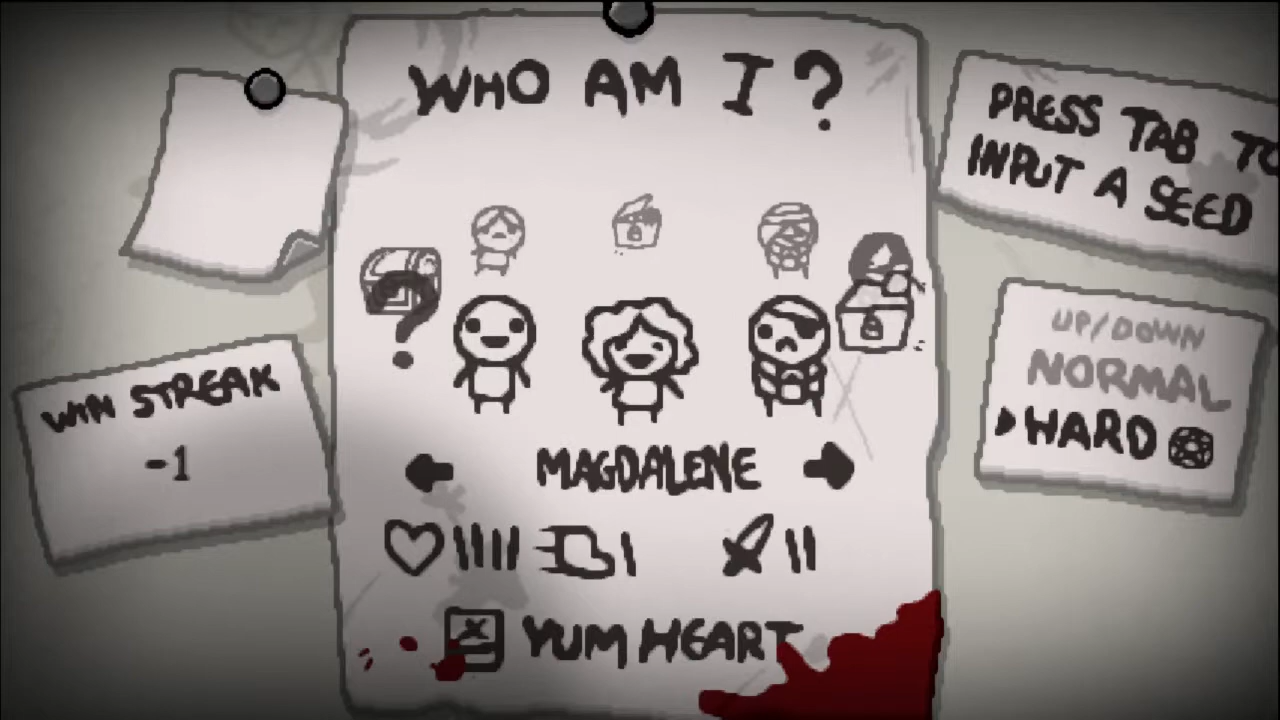 WHO AM I?
PRESS TAB TO
INPUT A SEED
?
UP/DOWN
NORMAL
HARD
WIN STREAK
-1
MAGDALENE
YUM HEART